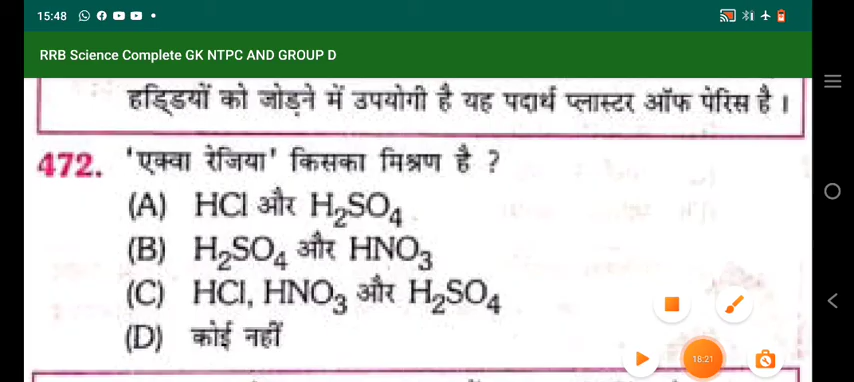 15:48
RRB Science Complete GK NTPC AND GROUP D
हडि्डयों को जोड़ने में उपयोगी है यह पदार्थ प्लास्टर ऑफ पेरिस है।
472. 'एक्वा रेजिया' किसका मिश्रण है ?
(A) HCl और H₂SO₄
(B) H₂SO₄ और HNO₃
(C) HCl, HNO₃ और H₂SO₄
(D) कोई नहीं
18:21